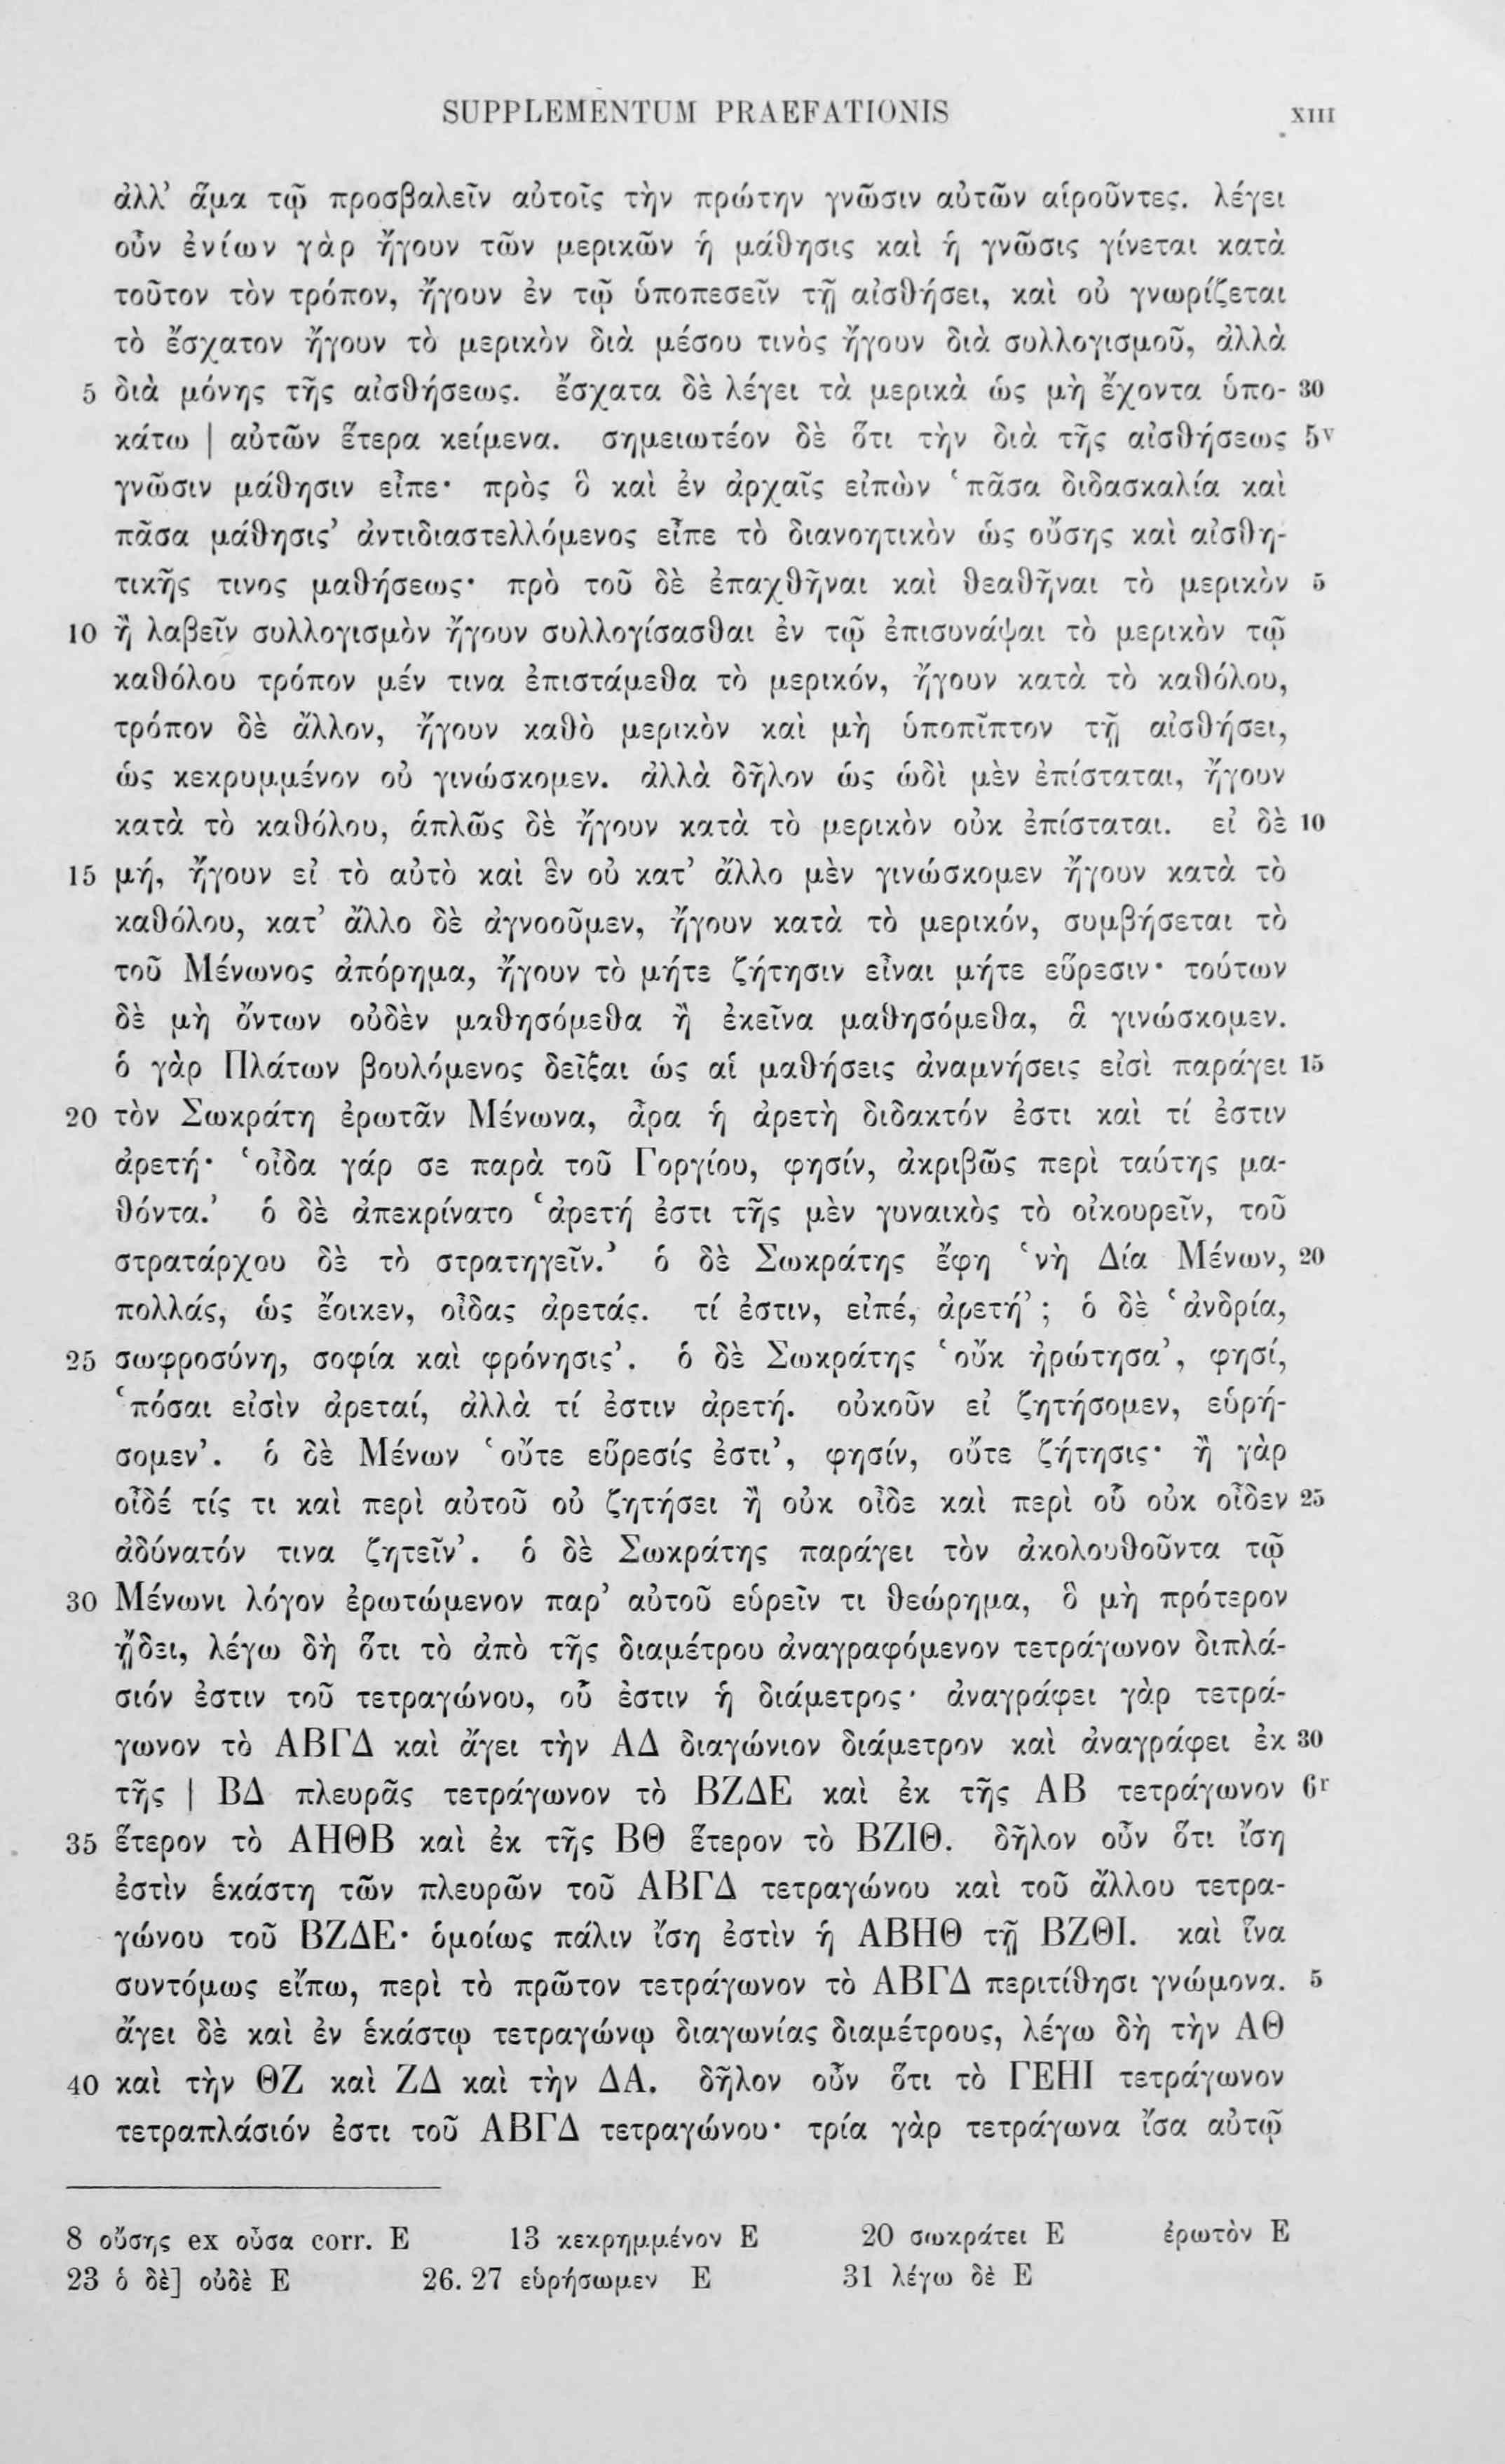 SUPPLEMENTUM PRAEFATIONIS XIII
ἀλλ’ ἅμα τῷ προσβαλεῖν αὐτοῖς τὴν πρώτην γνῶσιν αὐτῶν αἱροῦντες. λέγει
οὖν ἐνίων γὰρ ἤγουν τῶν μερικῶν ἡ μάθησις καὶ ἡ γνῶσις γίνεται κατὰ
τοῦτον τὸν τρόπον, ἤγουν ἐν τῷ ὑποπεσεῖν τῇ αἰσθήσει, καὶ οὐ γνωρίζεται
τὸ ἔσχατον ἤγουν τὸ μερικὸν διὰ μέσου τινὸς ἤγουν διὰ συλλογισμοῦ, ἀλλὰ
5 διὰ μόνης τῆς αἰσθήσεως. ἔσχατα δὲ λέγει τὰ μερικὰ ὡς μὴ ἔχοντα ὑπο- 30
κάτω | αὐτῶν ἕτερα κείμενα. σημειωτέον δὲ ὅτι τὴν διὰ τῆς αἰσθήσεως 5v
γνῶσιν μάθησιν εἶπε· πρὸς ὃ καὶ ἐν ἀρχαῖς εἰπὼν ‘πᾶσα διδασκαλία καὶ
πᾶσα μάθησις’ ἀντιδιαστελλόμενος εἶπε τὸ διανοητικὸν ὡς οὔσης καὶ αἰσθη-
τικῆς τινος μαθήσεως· πρὸ τοῦ δὲ ἐπαχθῆναι καὶ θεαθῆναι τὸ μερικὸν 5
10 ἢ λαβεῖν συλλογισμὸν ἤγουν συλλογίσασθαι ἐν τῷ ἐπισυνάψαι τὸ μερικὸν τῷ
καθόλου τρόπον μέν τινα ἐπιστάμεθα τὸ μερικόν, ἤγουν κατὰ τὸ καθόλου,
τρόπον δὲ ἄλλον, ἤγουν καθὸ μερικὸν καὶ μὴ ὑποπῖπτον τῇ αἰσθήσει,
ὡς κεκρυμμένον οὐ γινώσκομεν. ἀλλὰ δῆλον ὡς ὡδὶ μὲν ἐπίσταται, ἤγουν
κατὰ τὸ καθόλου, ἁπλῶς δὲ ἤγουν κατὰ τὸ μερικὸν οὐκ ἐπίσταται. εἰ δὲ 10
15 μή, ἤγουν εἰ τὸ αὐτὸ καὶ ἓν οὐ κατ’ ἄλλο μὲν γινώσκομεν ἤγουν κατὰ τὸ
καθόλου, κατ’ ἄλλο δὲ ἀγνοοῦμεν, ἤγουν κατὰ τὸ μερικόν, συμβήσεται τὸ
τοῦ Μένωνος ἀπόρημα, ἤγουν τὸ μήτε ζήτησιν εἶναι μήτε εὕρεσιν· τούτων
δὲ μὴ ὄντων οὐδὲν μαθησόμεθα ἢ ἐκεῖνα μαθησόμεθα, ἃ γινώσκομεν.
ὁ γὰρ Πλάτων βουλόμενος δεῖξαι ὡς αἱ μαθήσεις ἀναμνήσεις εἰσὶ παράγει 15
20 τὸν Σωκράτη ἐρωτᾶν Μένωνα, ἆρα ἡ ἀρετὴ διδακτόν ἐστι καὶ τί ἐστιν
ἀρετή· ‘οἶδα γάρ σε παρὰ τοῦ Γοργίου, φησίν, ἀκριβῶς περὶ ταύτης μα-
θόντα.’ ὁ δὲ ἀπεκρίνατο ‘ἀρετή ἐστι τῆς μὲν γυναικὸς τὸ οἰκουρεῖν, τοῦ
στρατάρχου δὲ τὸ στρατηγεῖν.’ ὁ δὲ Σωκράτης ἔφη ‘νὴ Δία Μένων, 20
πολλάς, ὡς ἔοικεν, οἶδας ἀρετάς. τί ἐστιν, εἰπέ, ἀρετή’; ὁ δὲ ‘ἀνδρία,
25 σωφροσύνη, σοφία καὶ φρόνησις’. ὁ δὲ Σωκράτης ‘οὔκ ἠρώτησα’, φησί,
‘πόσαι εἰσὶν ἀρεταί, ἀλλὰ τί ἐστιν ἀρετή. οὐκοῦν εἰ ζητήσομεν, εὑρή-
σομεν’. ὁ δὲ Μένων ‘οὔτε εὕρεσίς ἐστι’, φησίν, οὔτε ζήτησις· ἢ γὰρ
οἶδέ τίς τι καὶ περὶ αὐτοῦ οὐ ζητήσει ἢ οὐκ οἶδε καὶ περὶ οὗ οὐκ οἶδεν 25
ἀδύνατόν τινα ζητεῖν’. ὁ δὲ Σωκράτης παράγει τὸν ἀκολουθοῦντα τῷ
30 Μένωνι λόγον ἐρωτώμενον παρ’ αὐτοῦ εὑρεῖν τι θεώρημα, ὃ μὴ πρότερον
ᾔδει, λέγω δὴ ὅτι τὸ ἀπὸ τῆς διαμέτρου ἀναγραφόμενον τετράγωνον διπλά-
σιόν ἐστιν τοῦ τετραγώνου, οὗ ἐστιν ἡ διάμετρος· ἀναγράφει γὰρ τετρά-
γωνον τὸ ΑΒΓΔ καὶ ἄγει τὴν ΑΔ διαγώνιον διάμετρον καὶ ἀναγράφει ἐκ 30
τῆς | ΒΔ πλευρᾶς τετράγωνον τὸ ΒΖΔΕ καὶ ἐκ τῆς ΑΒ τετράγωνον 6r
35 ἕτερον τὸ ΑΗΘΒ καὶ ἐκ τῆς ΒΘ ἕτερον τὸ ΒΖΙΘ. δῆλον οὖν ὅτι ἴση
ἐστὶν ἑκάστη τῶν πλευρῶν τοῦ ΑΒΓΔ τετραγώνου καὶ τοῦ ἄλλου τετρα-
γώνου τοῦ ΒΖΔΕ· ὁμοίως πάλιν ἴση ἐστὶν ἡ ΑΒΗΘ τῇ ΒΖΘΙ. καὶ ἵνα
συντόμως εἴπω, περὶ τὸ πρῶτον τετράγωνον τὸ ΑΒΓΔ περιτίθησι γνώμονα. 5
ἄγει δὲ καὶ ἐν ἑκάστῳ τετραγώνῳ διαγωνίας διαμέτρους, λέγω δὴ τὴν ΑΘ
40 καὶ τὴν ΘΖ καὶ ΖΔ καὶ τὴν ΔΑ. δῆλον οὖν ὅτι τὸ ΓΕΗΙ τετράγωνον
τετραπλάσιόν ἐστι τοῦ ΑΒΓΔ τετραγώνου· τρία γὰρ τετράγωνα ἴσα αὐτῷ
8 οὔσης ex οὖσα corr. E 13 κεκρημμένον E 20 σωκράτει E ἐρωτὸν E
23 ὁ δὲ] οὐδὲ E 26. 27 εὑρήσωμεν E 31 λέγω δὲ E